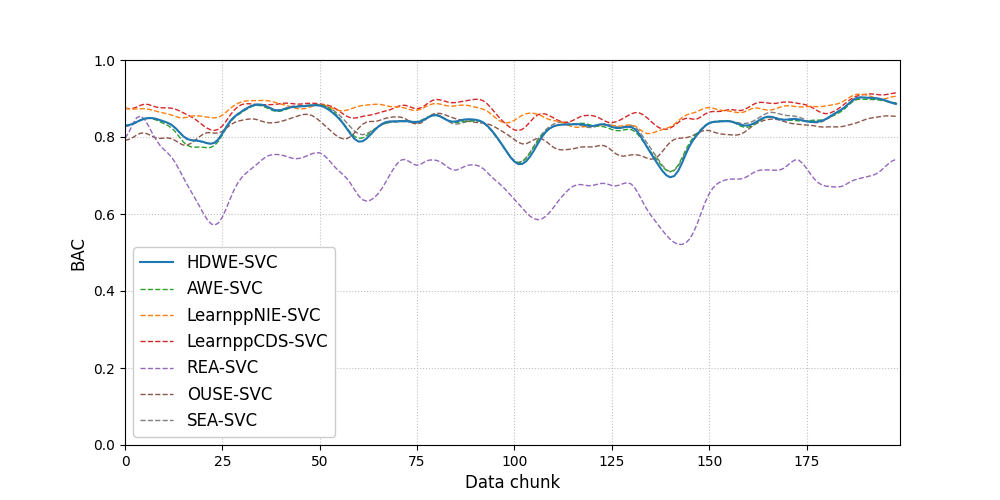 1.0
0.8
0.6
0.4
0.2
0.0
BAC
HDWE-SVC
AWE-SVC
LearnppNIE-SVC
LearnppCDS-SVC
REA-SVC
OUSE-SVC
SEA-SVC
0 25 50 75 100 125 150 175
Data chunk